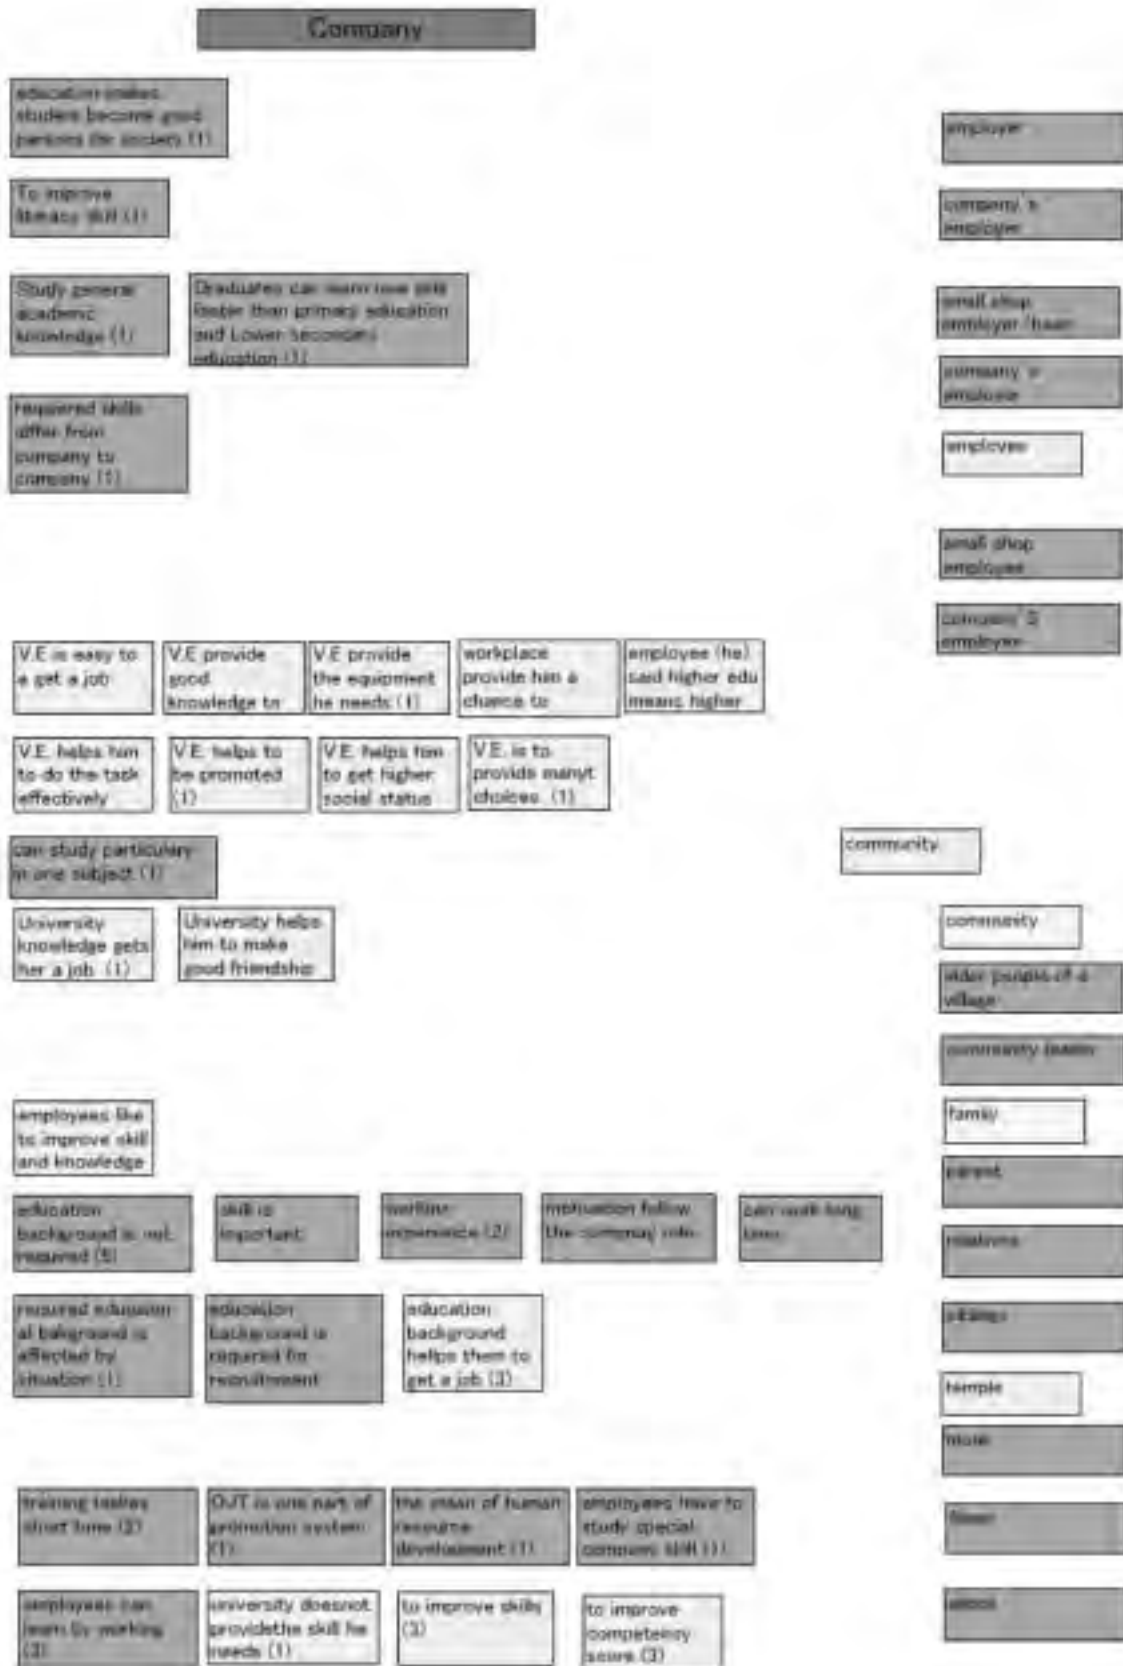 Company
education makes
student become good
persons for society (1)
To improve
literacy skill (1)
Study general
academic
knowledge (1)
Graduates can learn new skills
faster than primary education
and Lower Secondary
education (1)
requiered skills
differ from
company to
company (1)
V.E is easy to
a get a job
V.E provide
good
knowledge to
V.E provide
the equipment
he needs (1)
workplace
provide him a
chance to
employee (he)
said higher edu
means higher
V.E. helps him
to do the task
effectively
V.E. helps to
be promoted
(1)
V.E. helps him
to get higher
social status
V.E. is to
provide manyt
choices (1)
can study particulary
in one subject (1)
University
knowledge gets
her a job (1)
University helps
him to make
good friendship
employees like
to improve skill
and knowledge
education
background is not
required (5)
skill is
important
working
experience (2)
motivation follow
the company rule
can work long
time
required education
al bakground is
affected by
situation (1)
education
background is
required for
recruitment
education
background
hellps them to
get a job (3)
training
short time (2)
OJT is one part of
promotion system
(1)
the mean of human
resource
development (1)
employees have to
study special
company skill (1)
employees can
learn by working
(3)
university doesnot
providethe skill he
needs (1)
to improve skills
(3)
to improve
competency
score (3)
employer
company's
employer
small shop
employer
company's
employee
small shop
employee
company'S
employee
community
community
elder people of a
village
community leader
family
parent
relatives
siblings
temple
monk